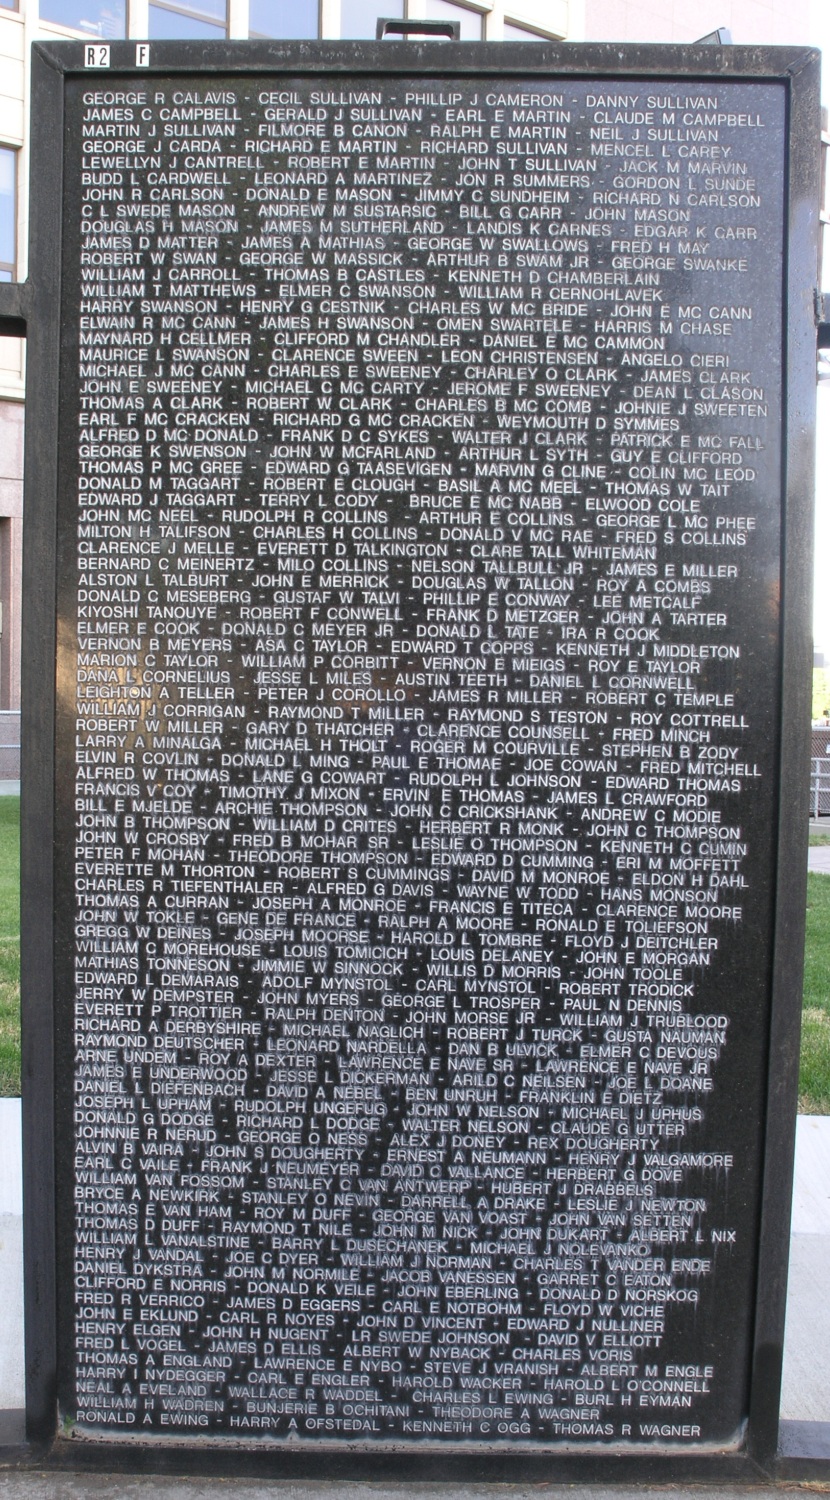 R2 F
GEORGE R CALAVIS - CECIL SULLIVAN - PHILLIP J CAMERON - DANNY SULLIVAN
JAMES C CAMPBELL - GERALD J SULLIVAN - EARL E MARTIN - CLAUDE M CAMPBELL
MARTIN J SULLIVAN - FILMORE B CANON - RALPH E MARTIN - NEIL J SULLIVAN
GEORGE J CARDA - RICHARD E MARTIN - RICHARD SULLIVAN - MENCEL L CAREY
LEWELLYN J CANTRELL - ROBERT E MARTIN - JOHN T SULLIVAN - JACK M MARVIN
BUDD L CARDWELL - LEONARD A MARTINEZ - JON R SUMMERS - GORDON L SUNDE
JOHN R CARLSON - DONALD E MASON - JIMMY C SUNDHEIM - RICHARD N CARLSON
C L SWEDE MASON - ANDREW M SUSTARSIC - BILL G CARR - JOHN MASON
DOUGLAS H MASON - JAMES M SUTHERLAND - LANDIS K CARNES - EDGAR K CARR
JAMES D MATTER - JAMES A MATHIAS - GEORGE W SWALLOWS - FRED H MAY
ROBERT W SWAN - GEORGE W MASSICK - ARTHUR B SWAM JR - GEORGE SWANKE
WILLIAM J CARROLL - THOMAS B CASTLES - KENNETH D CHAMBERLAIN
WILLIAM T MATTHEWS - ELMER C SWANSON - WILLIAM R CERNOHLAVEK
HARRY SWANSON - HENRY G CESTNIK - CHARLES W MC BRIDE - JOHN E MC CANN
ELWAIN R MC CANN - JAMES H SWANSON - OMEN SWARTELE - HARRIS M CHASE
MAYNARD H CELLMER - CLIFFORD M CHANDLER - DANIEL E MC CAMMON
MAURICE L SWANSON - CLARENCE SWEEN - LEON CHRISTENSEN - ANGELO CIERI
MICHAEL J MC CANN - CHARLES E SWEENEY - CHARLEY O CLARK - JAMES CLARK
JOHN E SWEENEY - MICHAEL C MC CARTY - JEROME F SWEENEY - DEAN L CLASON
THOMAS A CLARK - ROBERT W CLARK - CHARLES B MC COMB - JOHNIE J SWEETEN
EARL F MC CRACKEN - RICHARD G MC CRACKEN - WEYMOUTH D SYMMES
ALFRED D MC DONALD - FRANK D C SYKES - WALTER J CLARK - PATRICK E MC FALL
GEORGE K SWENSON - JOHN W MCFARLAND - ARTHUR L SYTH - GUY E CLIFFORD
THOMAS P MC GREE - EDWARD G TAASEVIGEN - MARVIN G CLINE - COLIN MC LEOD
DONALD M TAGGART - ROBERT E CLOUGH - BASIL A MC MEEL - THOMAS W TAIT
EDWARD J TAGGART - TERRY L CODY - BRUCE E MC NABB - ELWOOD COLE
JOHN MC NEEL - RUDOLPH R COLLINS - ARTHUR E COLLINS - GEORGE L MC PHEE
MILTON H TALIFSON - CHARLES H COLLINS - DONALD V MC RAE - FRED S COLLINS
CLARENCE J MELLE - EVERETT D TALKINGTON - CLARE TALL WHITEMAN
BERNARD C MEINERTZ - MILO COLLINS - NELSON TALLBULL JR - JAMES E MILLER
ALSTON L TALBURT - JOHN E MERRICK - DOUGLAS W TALLON - ROY A COMBS
DONALD C MESEBERG - GUSTAF W TALVI - PHILLIP E CONWAY - LEE METCALF
KIYOSHI TANOUYE - ROBERT F CONWELL - FRANK D METZGER - JOHN A TARTER
ELMER E COOK - DONALD C MEYER JR - DONALD L TATE - IRA R COOK
VERNON B MEYERS - ASA C TAYLOR - EDWARD T COPPS - KENNETH J MIDDLETON
MARION C TAYLOR - WILLIAM P CORBITT - VERNON E MIEIGS - ROY E TAYLOR
DANA L CORNELIUS - JESSE L MILES - AUSTIN TEETH - DANIEL L CORNWELL
LEIGHTON A TELLER - PETER J COROLLO - JAMES R MILLER - ROBERT C TEMPLE
WILLIAM J CORRIGAN - RAYMOND T MILLER - RAYMOND S TESTON - ROY COTTRELL
ROBERT W MILLER - GARY D THATCHER - CLARENCE COUNSELL - FRED MINCH
LARRY A MINALGA - MICHAEL H THOLT - ROGER M COURVILLE - STEPHEN B ZODY
ELVIN R COVLIN - DONALD L MING - PAUL E THOMAE - JOE COWAN - FRED MITCHELL
ALFRED W THOMAS - LANE G COWART - RUDOLPH L JOHNSON - EDWARD THOMAS
FRANCIS V COY - TIMOTHY J MIXON - ERVIN E THOMAS - JAMES L CRAWFORD
BILL E MJELDE - ARCHIE THOMPSON - JOHN C CRICKSHANK - ANDREW C MODIE
JOHN B THOMPSON - WILLIAM D CRITES - HERBERT R MONK - JOHN C THOMPSON
JOHN W CROSBY - FRED B MOHAR SR - LESLIE O THOMPSON - KENNETH C CUMIN
PETER F MOHAN - THEODORE THOMPSON - EDWARD D CUMMING - ERI M MOFFETT
EVERETTE M THORTON - ROBERT S CUMMINGS - DAVID M MONROE - ELDON H DAHL
CHARLES R TIEFENTHALER - ALFRED G DAVIS - WAYNE W TODD - HANS MONSON
THOMAS A CURRAN - JOSEPH A MONROE - FRANCIS E TITECA - CLARENCE MOORE
JOHN W TOKLE - GENE DE FRANCE - RALPH A MOORE - RONALD E TOLIEFSON
GREGG W DEINES - JOSEPH MOORSE - HAROLD L TOMBRE - FLOYD J DEITCHLER
WILLIAM C MOREHOUSE - LOUIS TOMICICH - LOUIS DELANEY - JOHN E MORGAN
MATHIAS TONNESON - JIMMIE W SINNOCK - WILLIS D MORRIS - JOHN TOOLE
EDWARD L DEMARAIS - ADOLF MYNSTOL - CARL MYNSTOL - ROBERT TRODICK
JERRY W DEMPSTER - JOHN MYERS - GEORGE L TROSPER - PAUL N DENNIS
EVERETT P TROTTIER - RALPH DENTON - JOHN MORSE JR - WILLIAM J TRUBLOOD
RICHARD A DERBYSHIRE - MICHAEL NAGLICH - ROBERT J TURCK - GUSTA NAUMAN
RAYMOND DEUTSCHER - LEONARD NARDELLA - DAN B ULVICK - ELMER C DEVOUS
ARNE UNDEM - ROY A DEXTER - LAWRENCE E NAVE SR - LAWRENCE E NAVE JR
JAMES E UNDERWOOD - JESSE L DICKERMAN - ARILD C NEILSEN - JOE L DOANE
DANIEL L DIEFENBACH - DAVID A NEBEL - BEN UNRUH - FRANKLIN E DIETZ
JOSEPH L UPHAM - RUDOLPH UNGEFUG - JOHN W NELSON - MICHAEL J UPHUS
DONALD G DODGE - RICHARD L DODGE - WALTER NELSON - CLAUDE G UTTER
JOHNNIE R NERUD - GEORGE O NESS - ALEX J DONEY - REX DOUGHERTY
ALVIN B VAIRA - JOHN S DOUGHERTY - ERNEST A NEUMANN - HENRY J VALGAMORE
EARL C VAILE - FRANK J NEUMEYER - DAVID C VALLANCE - HERBERT G DOVE
WILLIAM VAN FOSSOM - STANLEY C VAN ANTWERP - HUBERT J DRABBELS
BRYCE A NEWKIRK - STANLEY O NEVIN - DARRELL A DRAKE - LESLIE J NEWTON
THOMAS E VAN HAM - ROY M DUFF - GEORGE VAN VOAST - JOHN VAN SETTEN
THOMAS D DUFF - RAYMOND T NILE - JOHN M NICK - JOHN DUKART - ALBERT L NIX
WILLIAM L VANALSTINE - BARRY L DUSECHANEK - MICHAEL J NOLEVANKO
HENRY J VANDAL - JOE C DYER - WILLIAM J NORMAN - CHARLES T VANDER ENDE
DANIEL DYKSTRA - JOHN M NORMILE - JACOB VANESSEN - GARRET C EATON
CLIFFORD E NORRIS - DONALD K VEILE - JOHN EBERLING - DONALD D NORSKOG
FRED R VERRICO - JAMES D EGGERS - CARL E NOTBOHM - FLOYD W VICHE
JOHN E EKLUND - CARL R NOYES - JOHN D VINCENT - EDWARD J NULLINER
HENRY ELGEN - JOHN H NUGENT - LR SWEDE JOHNSON - DAVID V ELLIOTT
FRED L VOGEL - JAMES D ELLIS - ALBERT W NYBACK - CHARLES VORIS
THOMAS A ENGLAND - LAWRENCE E NYBO - STEVE J VRANISH - ALBERT M ENGLE
HARRY I NYDEGGER - CARL E ENGLER - HAROLD WACKER - HAROLD L O'CONNELL
NEAL A EVELAND - WALLACE R WADDEL - CHARLES L EWING - BURL H EYMAN
WILLIAM H WADREN - BUNJERIE B OCHITANI - THEODORE A WAGNER
RONALD A EWING - HARRY A OFSTEDAL - KENNETH C OGG - THOMAS R WAGNER